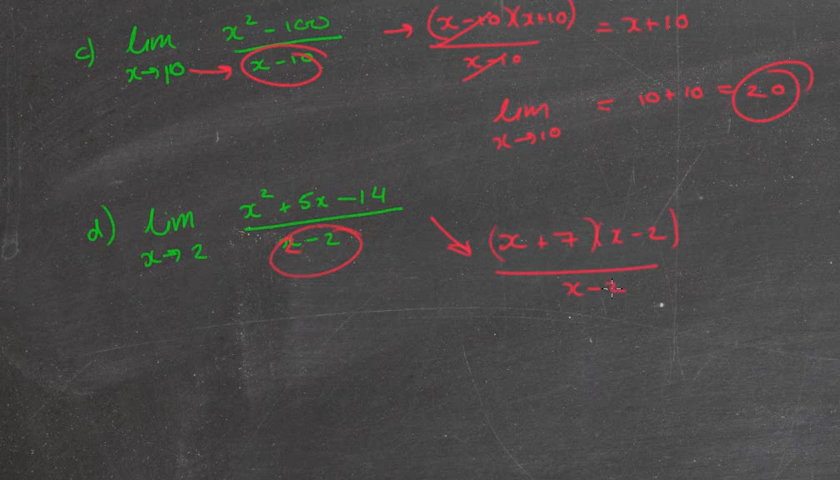 c) lim x→10 → x² - 100 / x - 10 → (x-10)(x+10) / x-10 = x+10
lim x→10 = 10 + 10 = 20
d) lim x→2 x² + 5x - 14 / x - 2 → (x + 7)(x - 2) / x - 2